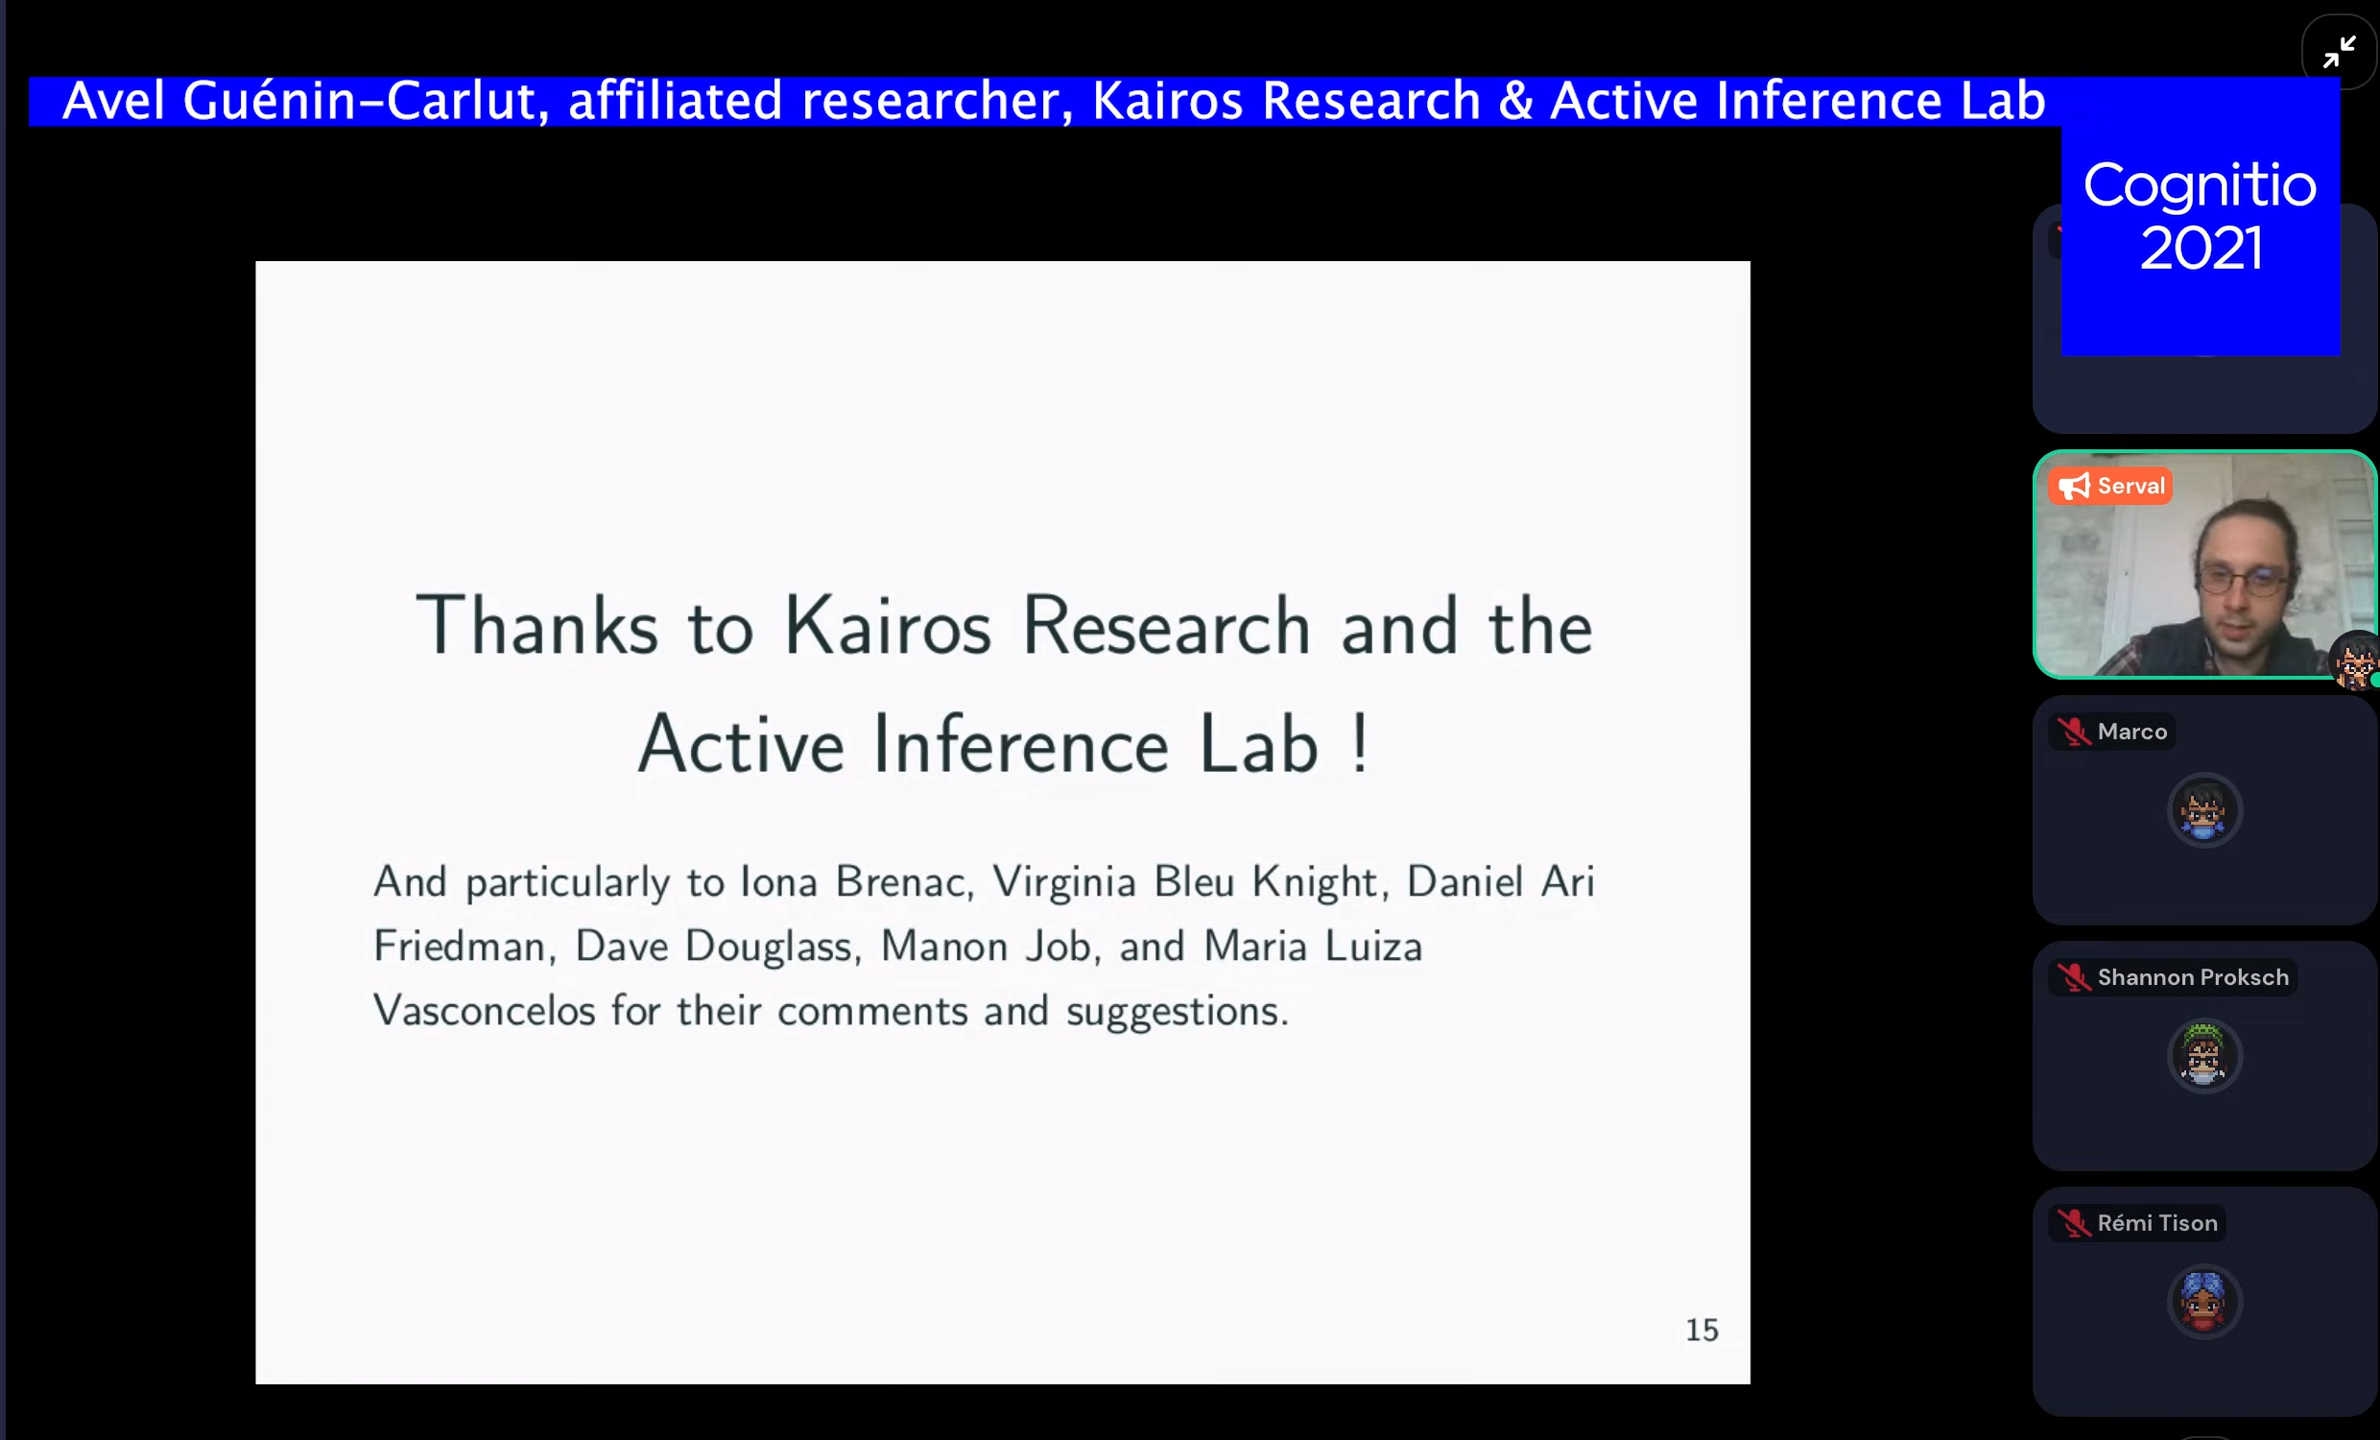 Avel Guénin-Carlut, affiliated researcher, Kairos Research & Active Inference Lab
Cognitio
2021
Thanks to Kairos Research and the
Active Inference Lab !
And particularly to Iona Brenac, Virginia Bleu Knight, Daniel Ari
Friedman, Dave Douglass, Manon Job, and Maria Luiza
Vasconcelos for their comments and suggestions.
15
Serval
Marco
Shannon Proksch
Rémi Tison